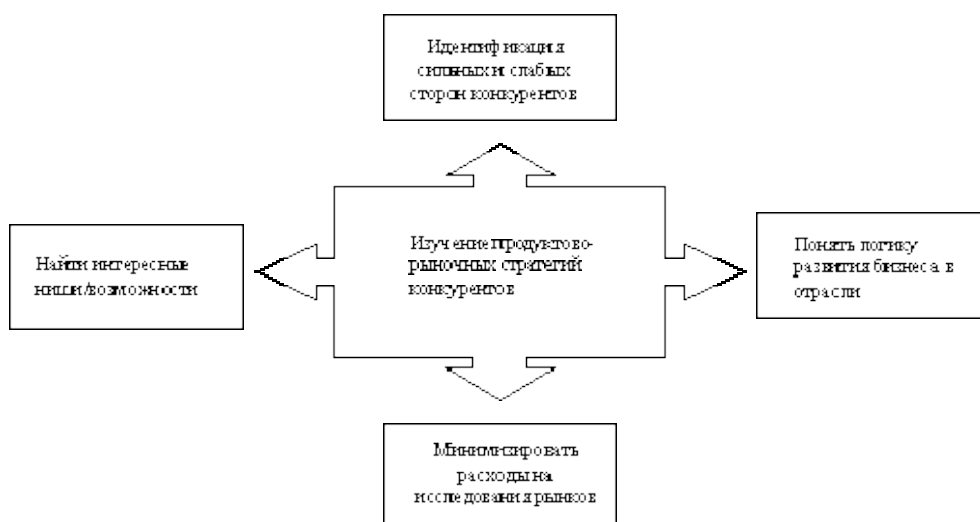 Идентификация
сильных и слабых
сторон конкурентов
Найти интересные
ниши/возможности
Изучение продуктово-
рыночных стратегий
конкурентов
Понять логику
развития бизнеса в
отрасли
Минимизировать
расходы на
исследования рынков